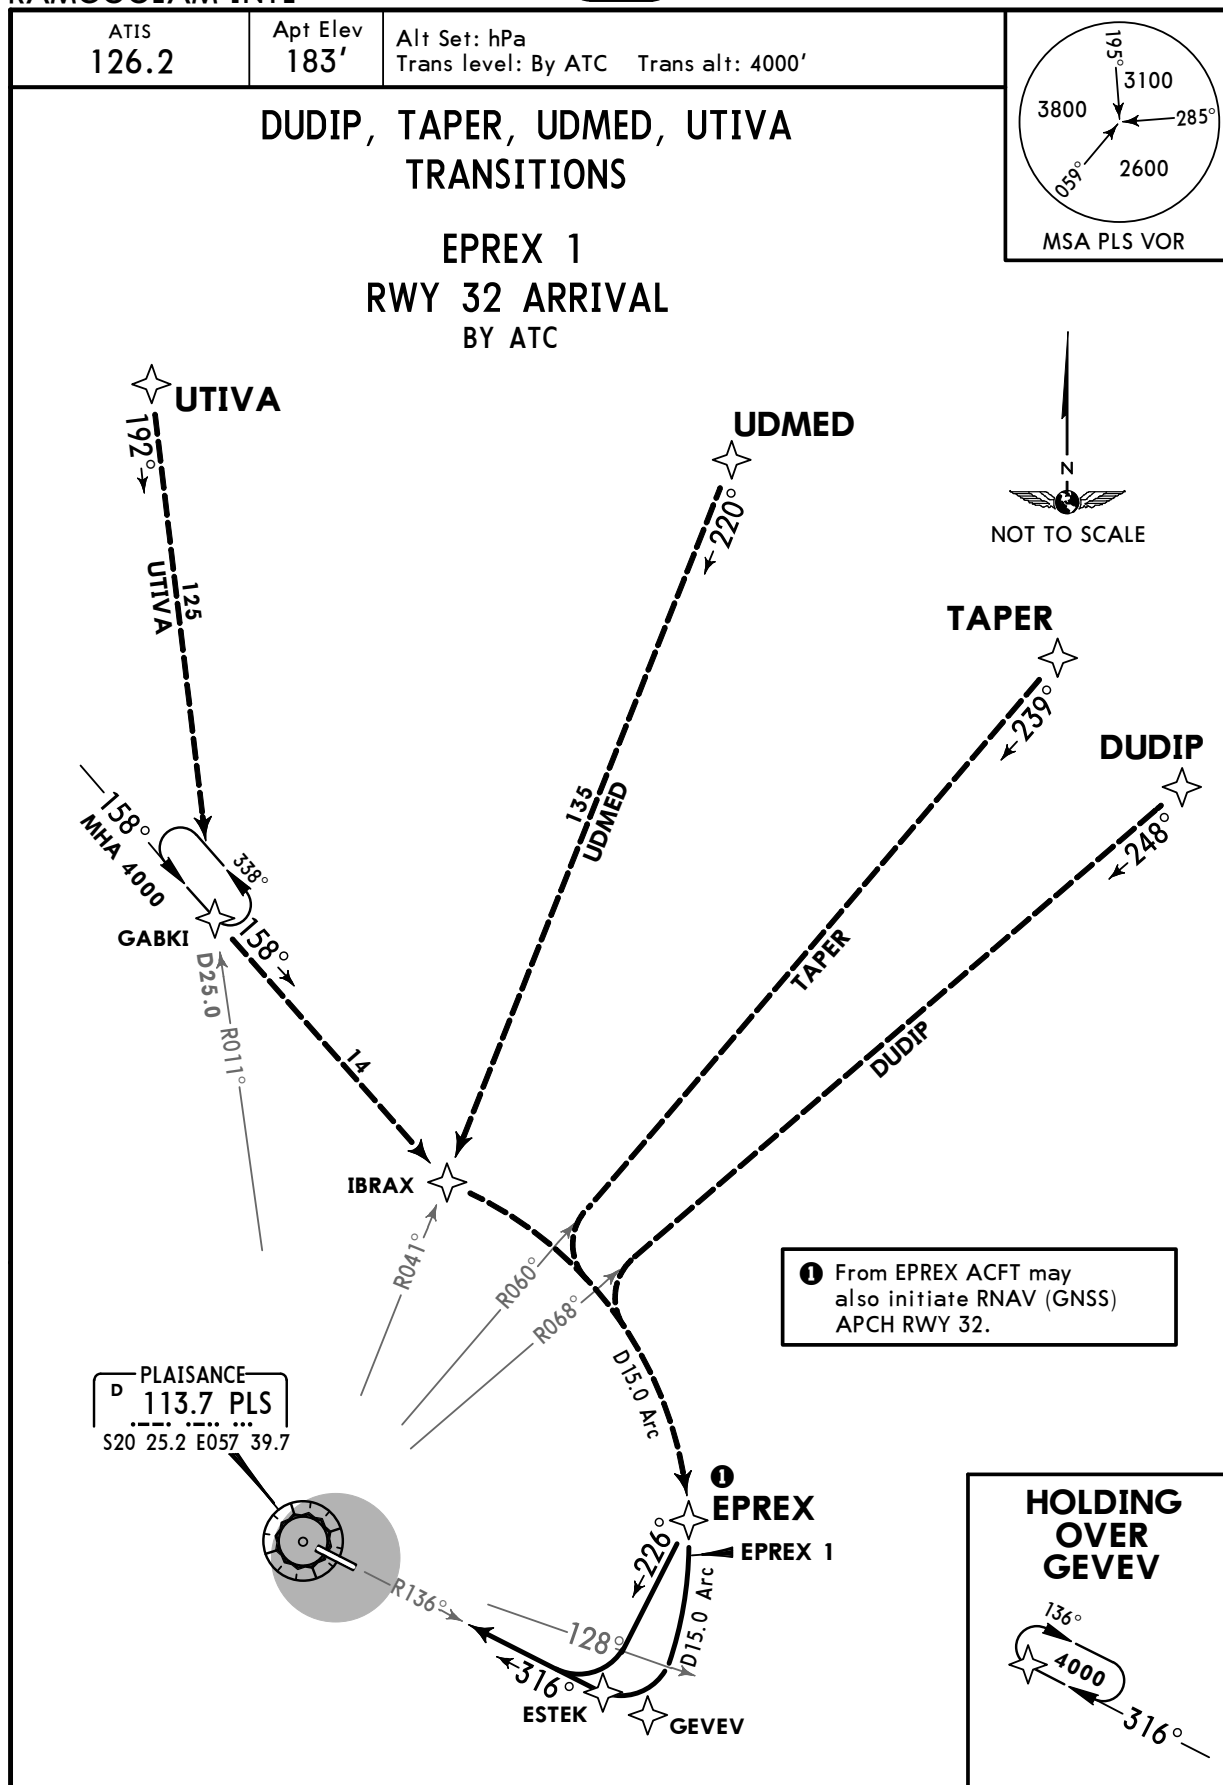 ATIS
126.2
Apt Elev
183'
Alt Set: hPa
Trans level: By ATC Trans alt: 4000'
195°
3100
3800
285°
059°
2600
MSA PLS VOR
DUDIP, TAPER, UDMED, UTIVA
TRANSITIONS
EPREX 1
RWY 32 ARRIVAL
BY ATC
N
NOT TO SCALE
UTIVA
192°
125
UTIVA
UDMED
220°
135
UDMED
TAPER
239°
TAPER
DUDIP
248°
DUDIP
158°
MHA 4000
338°
GABKI
158°
D25.0
R011°
14
IBRAX
R041°
R060°
R068°
D15.0 Arc
1 From EPREX ACFT may
also initiate RNAV (GNSS)
APCH RWY 32.
PLAISANCE
D 113.7 PLS
S20 25.2 E057 39.7
1
EPREX
EPREX 1
226°
D15.0 Arc
R136°
128°
316°
ESTEK
GEVEV
HOLDING
OVER
GEVEV
136°
4000
316°